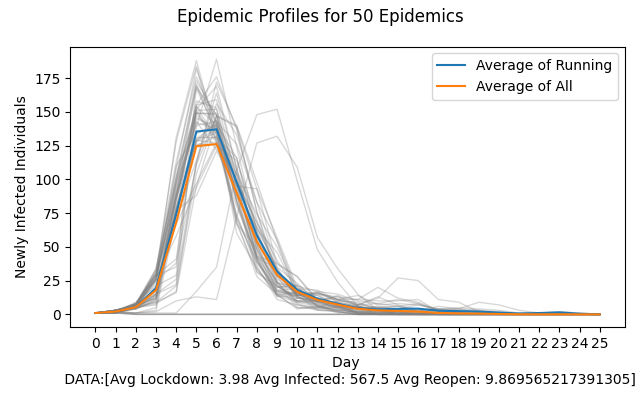 Epidemic Profiles for 50 Epidemics
Average of Running
Average of All
Newly Infected Individuals
175
150
125
100
75
50
25
0
0 1 2 3 4 5 6 7 8 9 10 11 12 13 14 15 16 17 18 19 20 21 22 23 24 25
Day
DATA:[Avg Lockdown: 3.98 Avg Infected: 567.5 Avg Reopen: 9.869565217391305]